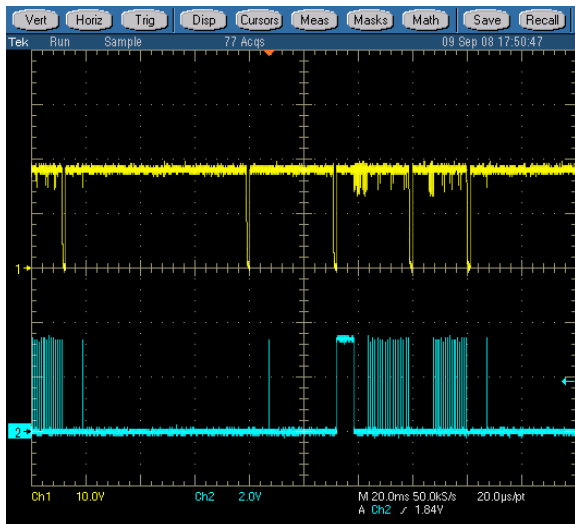 Vert Horiz Trig Disp Cursors Meas Masks Math Save Recall
Tek Run Sample 77 Acqs 09 Sep 08 17:50:47
1
2
Ch1 10.0V Ch2 2.0V M 20.0ms 50.0kS/s 20.0µs/pt
A Ch2 / 1.84V